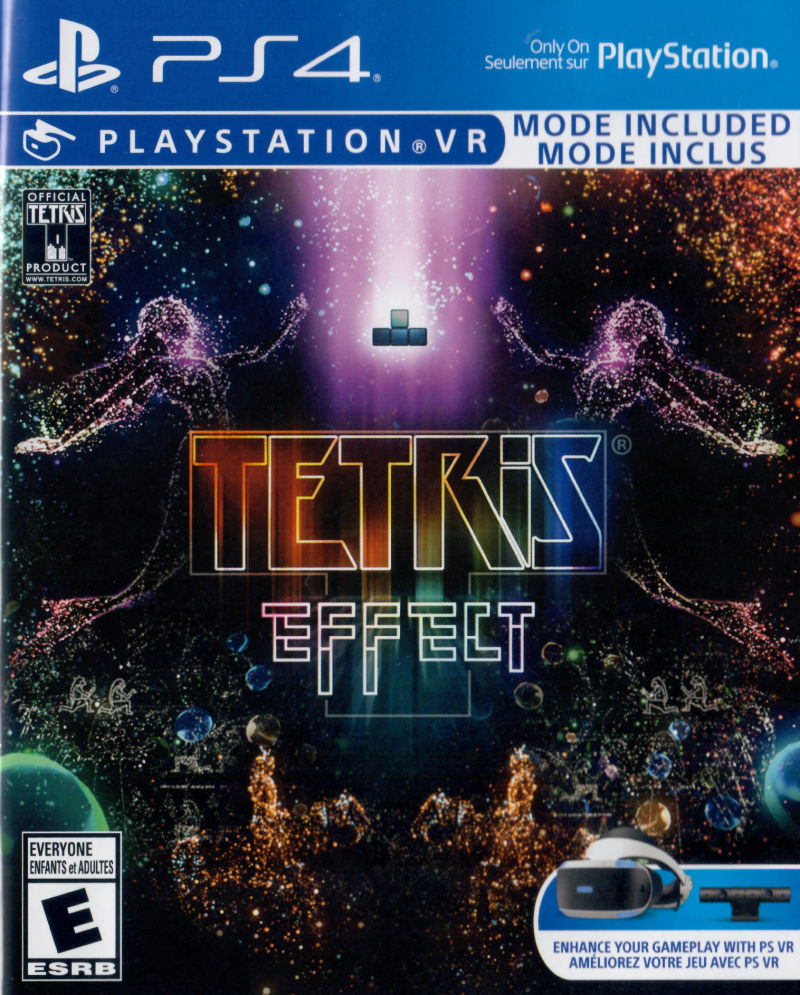 PS4®
Only On
Seulement sur
PlayStation®
PLAYSTATION®VR
MODE INCLUDED
MODE INCLUS
OFFICIAL
TETRiS
PRODUCT
WWW.TETRIS.COM
TETRiS®
EFFECT
EVERYONE
ENFANTS et ADULTES
E
ESRB
ENHANCE YOUR GAMEPLAY WITH PS VR
AMÉLIOREZ VOTRE JEU AVEC PS VR